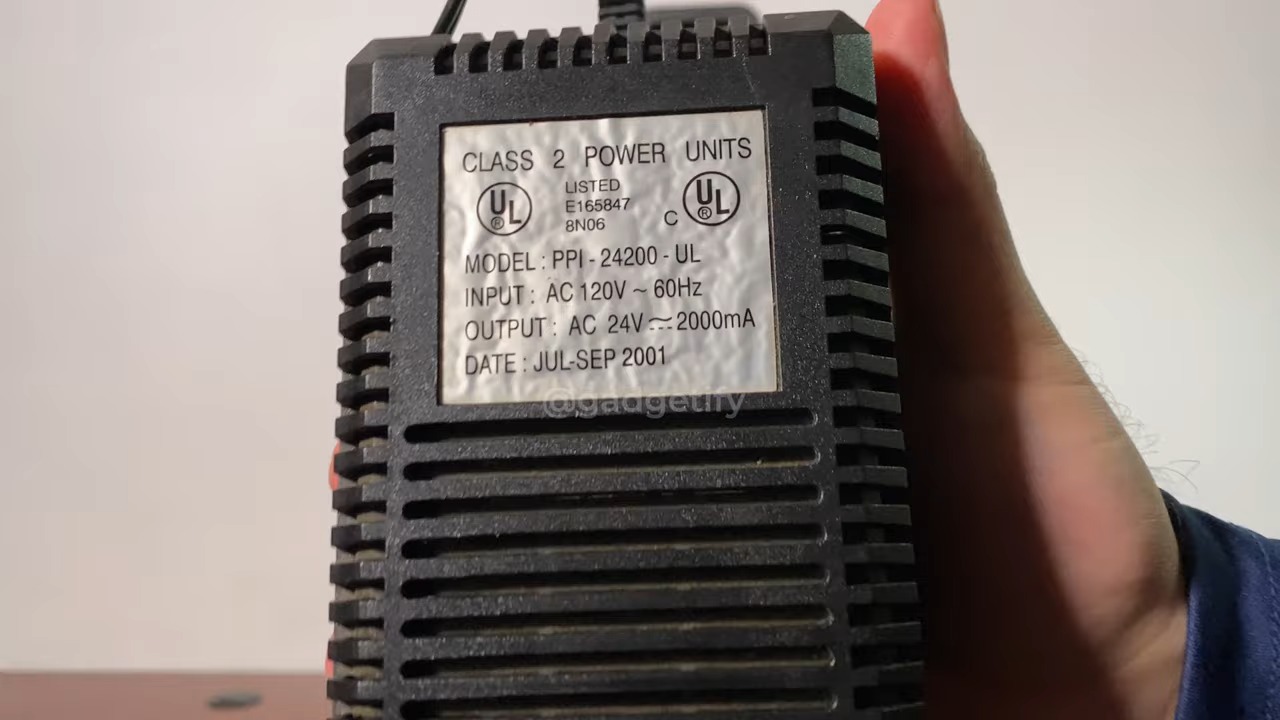 CLASS 2 POWER UNITS
UL® LISTED C UL®
E165847
8N06
MODEL : PPI - 24200 - UL
INPUT : AC 120V ~ 60Hz
OUTPUT : AC 24V ⎓ 2000mA
DATE : JUL-SEP 2001
@gadgetify